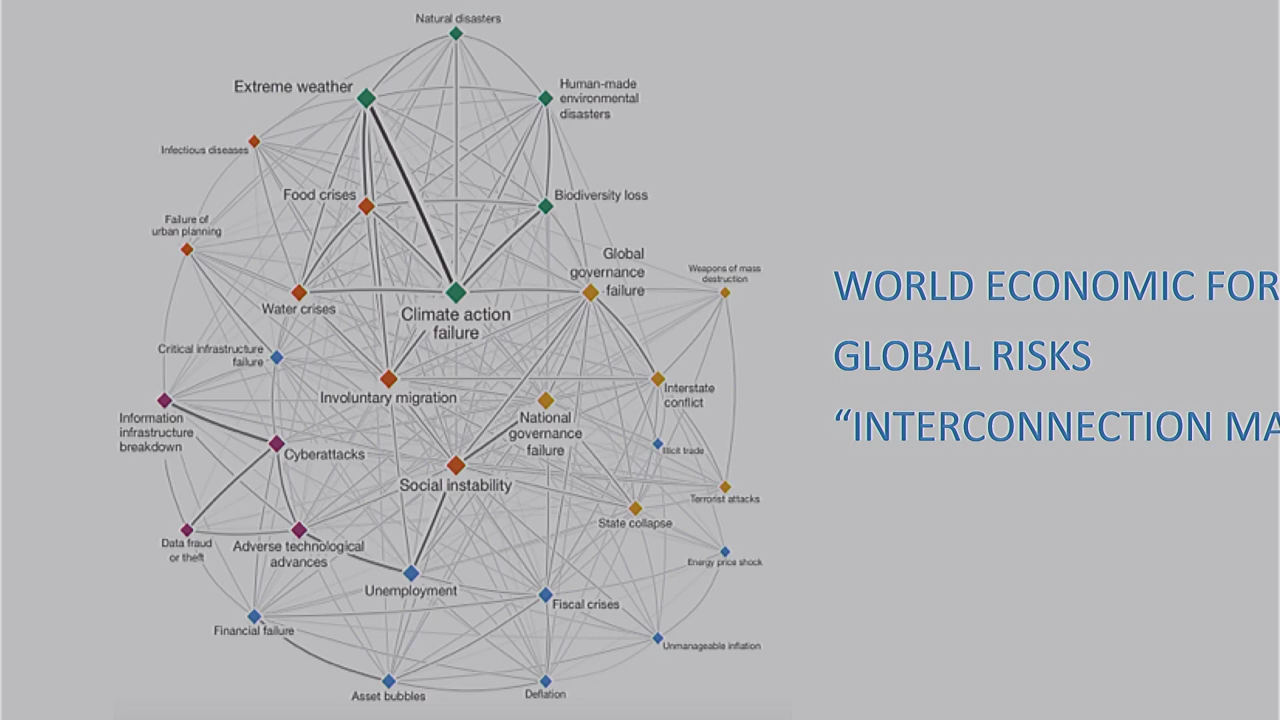 Natural disasters
Extreme weather
Human-made
environmental
disasters
Infectious diseases
Food crises
Biodiversity loss
Failure of
urban planning
Global
governance
failure
Weapons of mass
destruction
Water crises
Climate action
failure
Critical infrastructure
failure
Involuntary migration
Interstate
conflict
Information
infrastructure
breakdown
National
governance
failure
Cyberattacks
Illicit trade
Social instability
Terrorist attacks
State collapse
Data fraud
or theft
Adverse technological
advances
Energy price shock
Unemployment
Fiscal crises
Financial failure
Unmanageable inflation
Asset bubbles
Deflation
WORLD ECONOMIC FOR
GLOBAL RISKS
“INTERCONNECTION MA